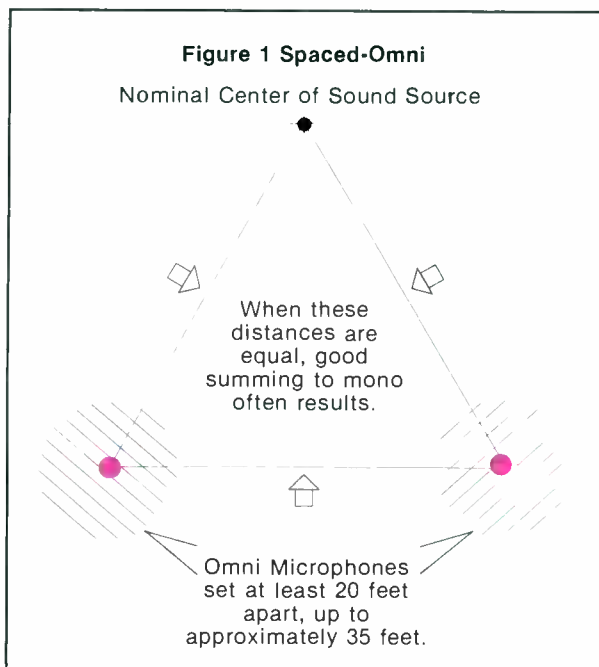 Figure 1 Spaced-Omni
Nominal Center of Sound Source
When these
distances are
equal, good
summing to mono
often results.
Omni Microphones
set at least 20 feet
apart, up to
approximately 35 feet.